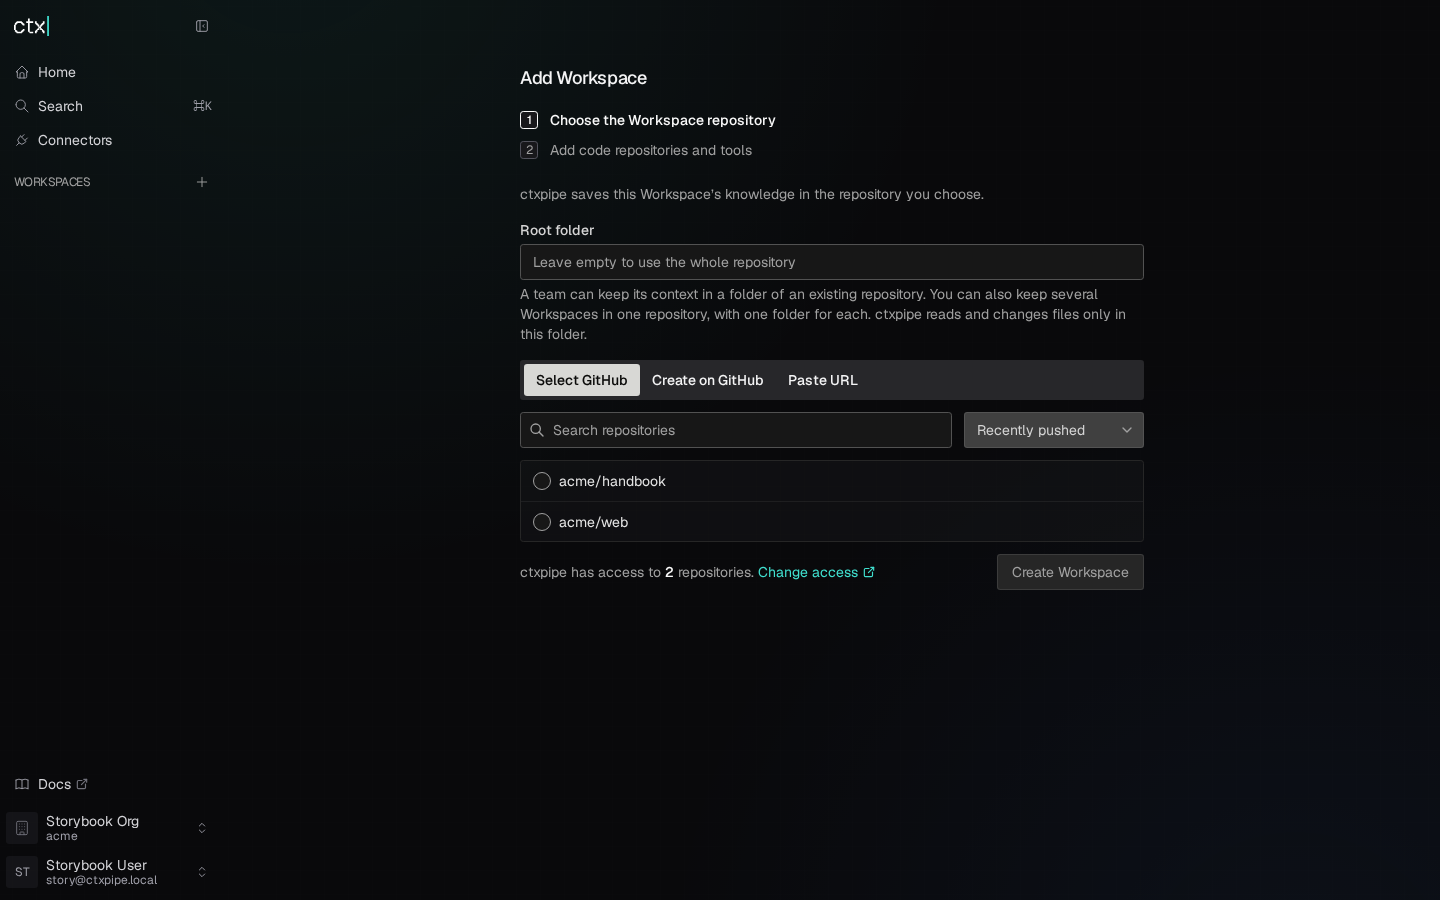 ctx
Home
Search ⌘K
Connectors
WORKSPACES
Add Workspace
1 Choose the Workspace repository
2 Add code repositories and tools
ctxpipe saves this Workspace's knowledge in the repository you choose.
Root folder
Leave empty to use the whole repository
A team can keep its context in a folder of an existing repository. You can also keep several
Workspaces in one repository, with one folder for each. ctxpipe reads and changes files only in
this folder.
Select GitHub Create on GitHub Paste URL
Search repositories Recently pushed
acme/handbook
acme/web
ctxpipe has access to 2 repositories. Change access Create Workspace
Docs
Storybook Org
acme
ST Storybook User
story@ctxpipe.local